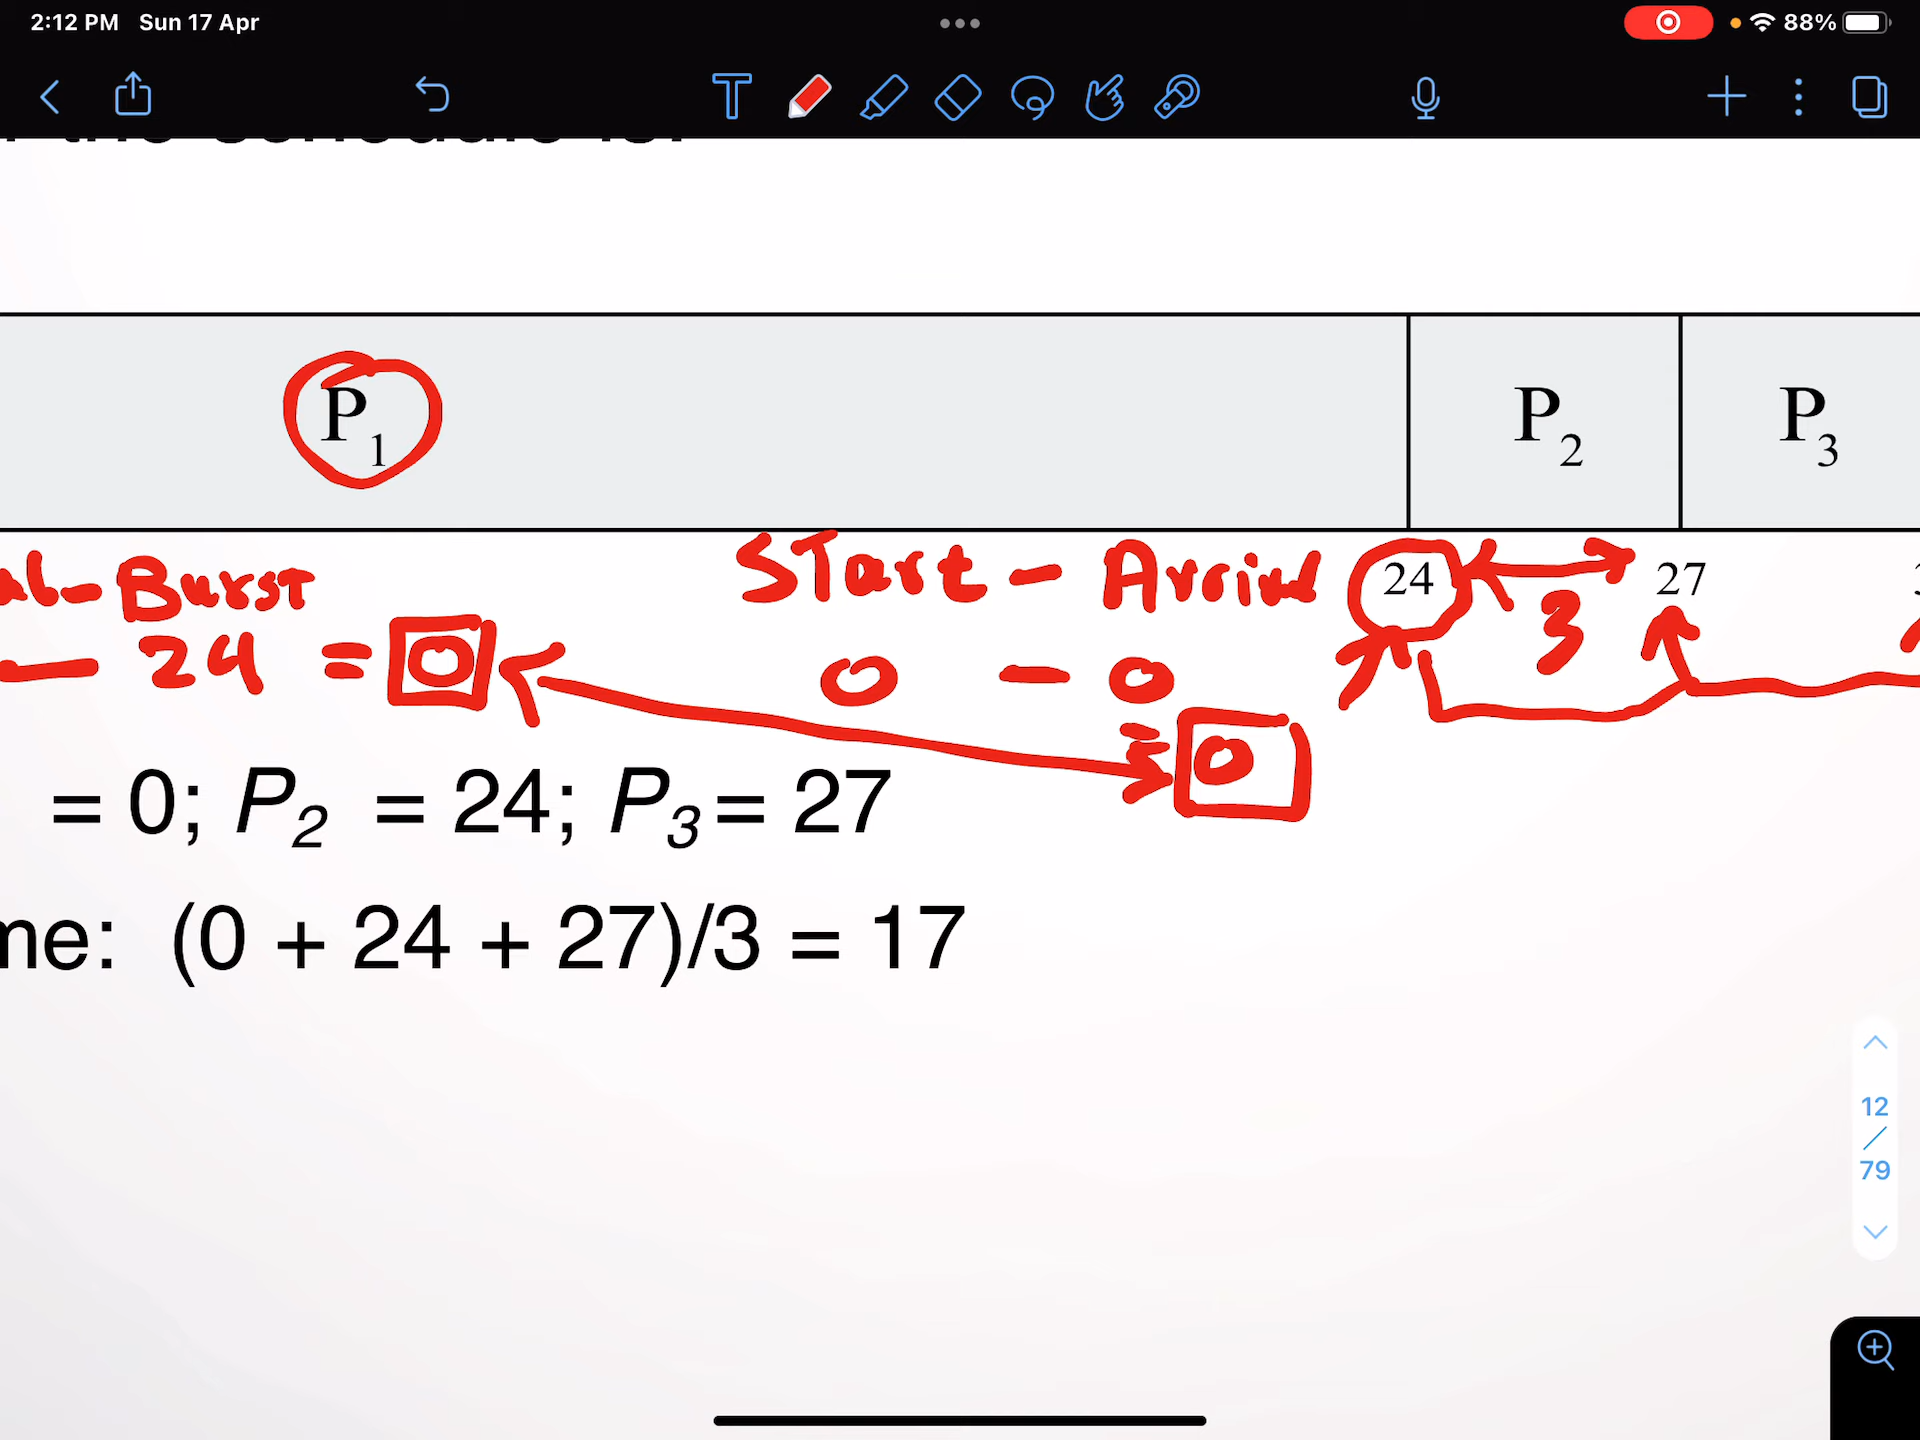 2:12 PM Sun 17 Apr 88%
P1 P2 P3
Burst Start - Arrival 24 27
- 24 = 0 0 - 0 3
= 0
= 0; P2 = 24; P3 = 27
me: (0 + 24 + 27)/3 = 17
12
/
79